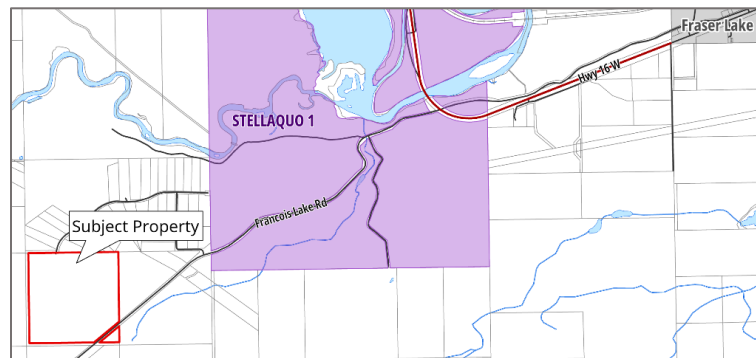 Fraser Lake
Hwy 16 W
STELLAQUO 1
Francois Lake Rd
Subject Property